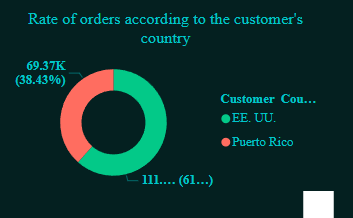 Rate of orders according to the customer's
country
69.37K
(38.43%)
Customer Cou...
EE. UU.
Puerto Rico
111.... (61...)